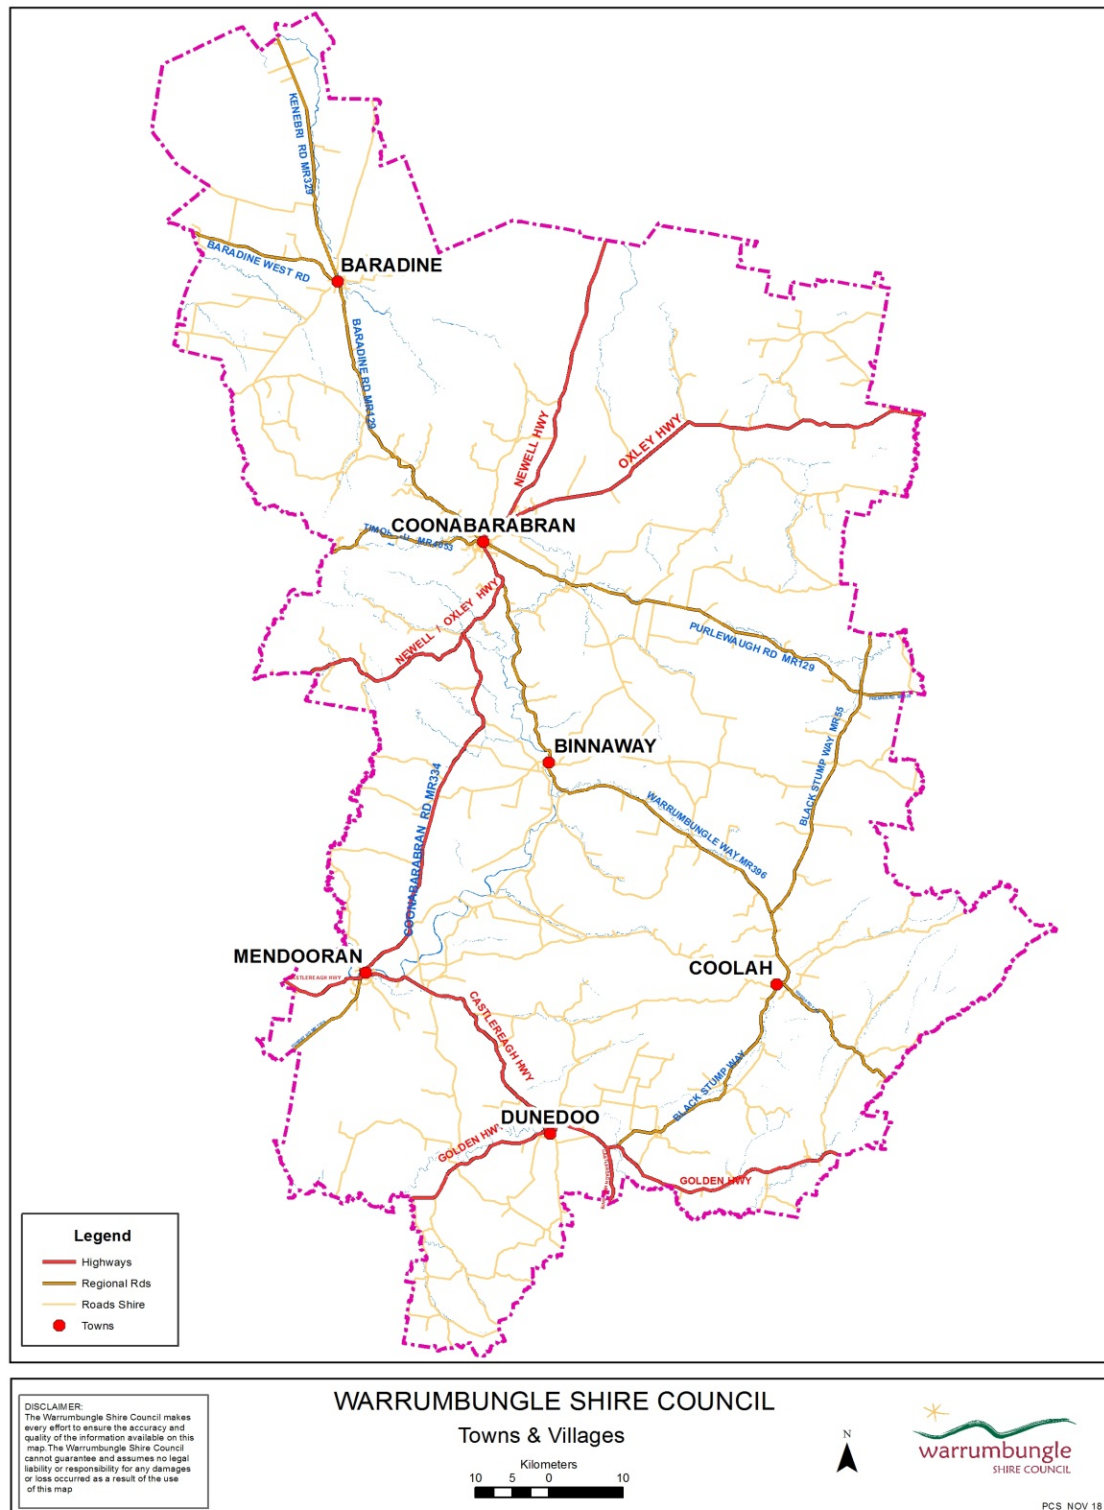 KENEBRI RD MR329
BARADINE WEST RD
BARADINE
BARADINE RD MR129
NEWELL HWY
OXLEY HWY
COONABARABRAN
NEWELL / OXLEY HWY
PURLEWAUGH RD MR129
BLACK STUMP WAY MR55
BINNAWAY
WARRUMBUNGLE WAY MR396
COONABARABRAN RD MR334
MENDOORAN
COOLAH
CASTLEREAGH HWY
BLACK STUMP WAY
DUNEDOO
GOLDEN HW
GOLDEN HWY
Legend
Highways
Regional Rds
Roads Shire
Towns
DISCLAIMER:
The Warrumbungle Shire Council makes
every effort to ensure the accuracy and
quality of the information available on this
map. The Warrumbungle Shire Council
cannot guarantee and assumes no legal
liability or responsibility for any damages
or loss occurred as a result of the use
of this map
WARRUMBUNGLE SHIRE COUNCIL
Towns & Villages
Kilometers
10 5 0 10
N
warrumbungle
SHIRE COUNCIL
PCS NOV 18